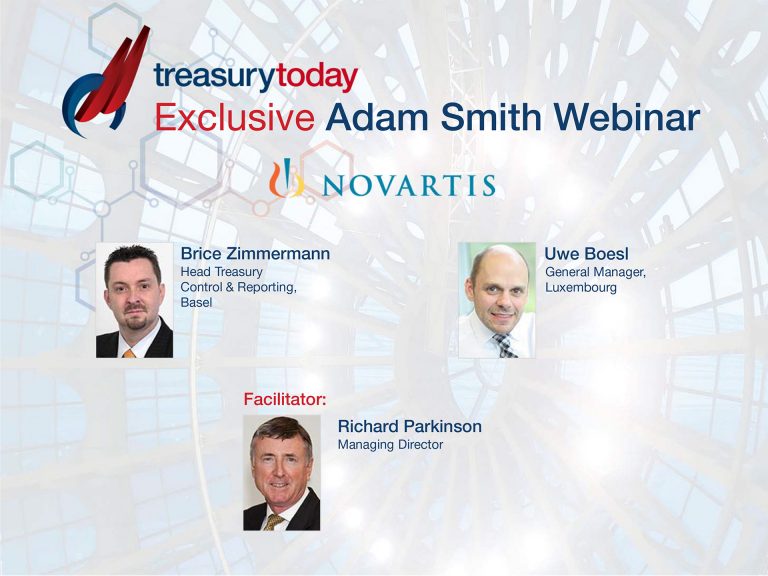 treasurytoday
Exclusive Adam Smith Webinar
NOVARTIS
Brice Zimmermann
Head Treasury
Control & Reporting,
Basel
Uwe Boesl
General Manager,
Luxembourg
Facilitator:
Richard Parkinson
Managing Director